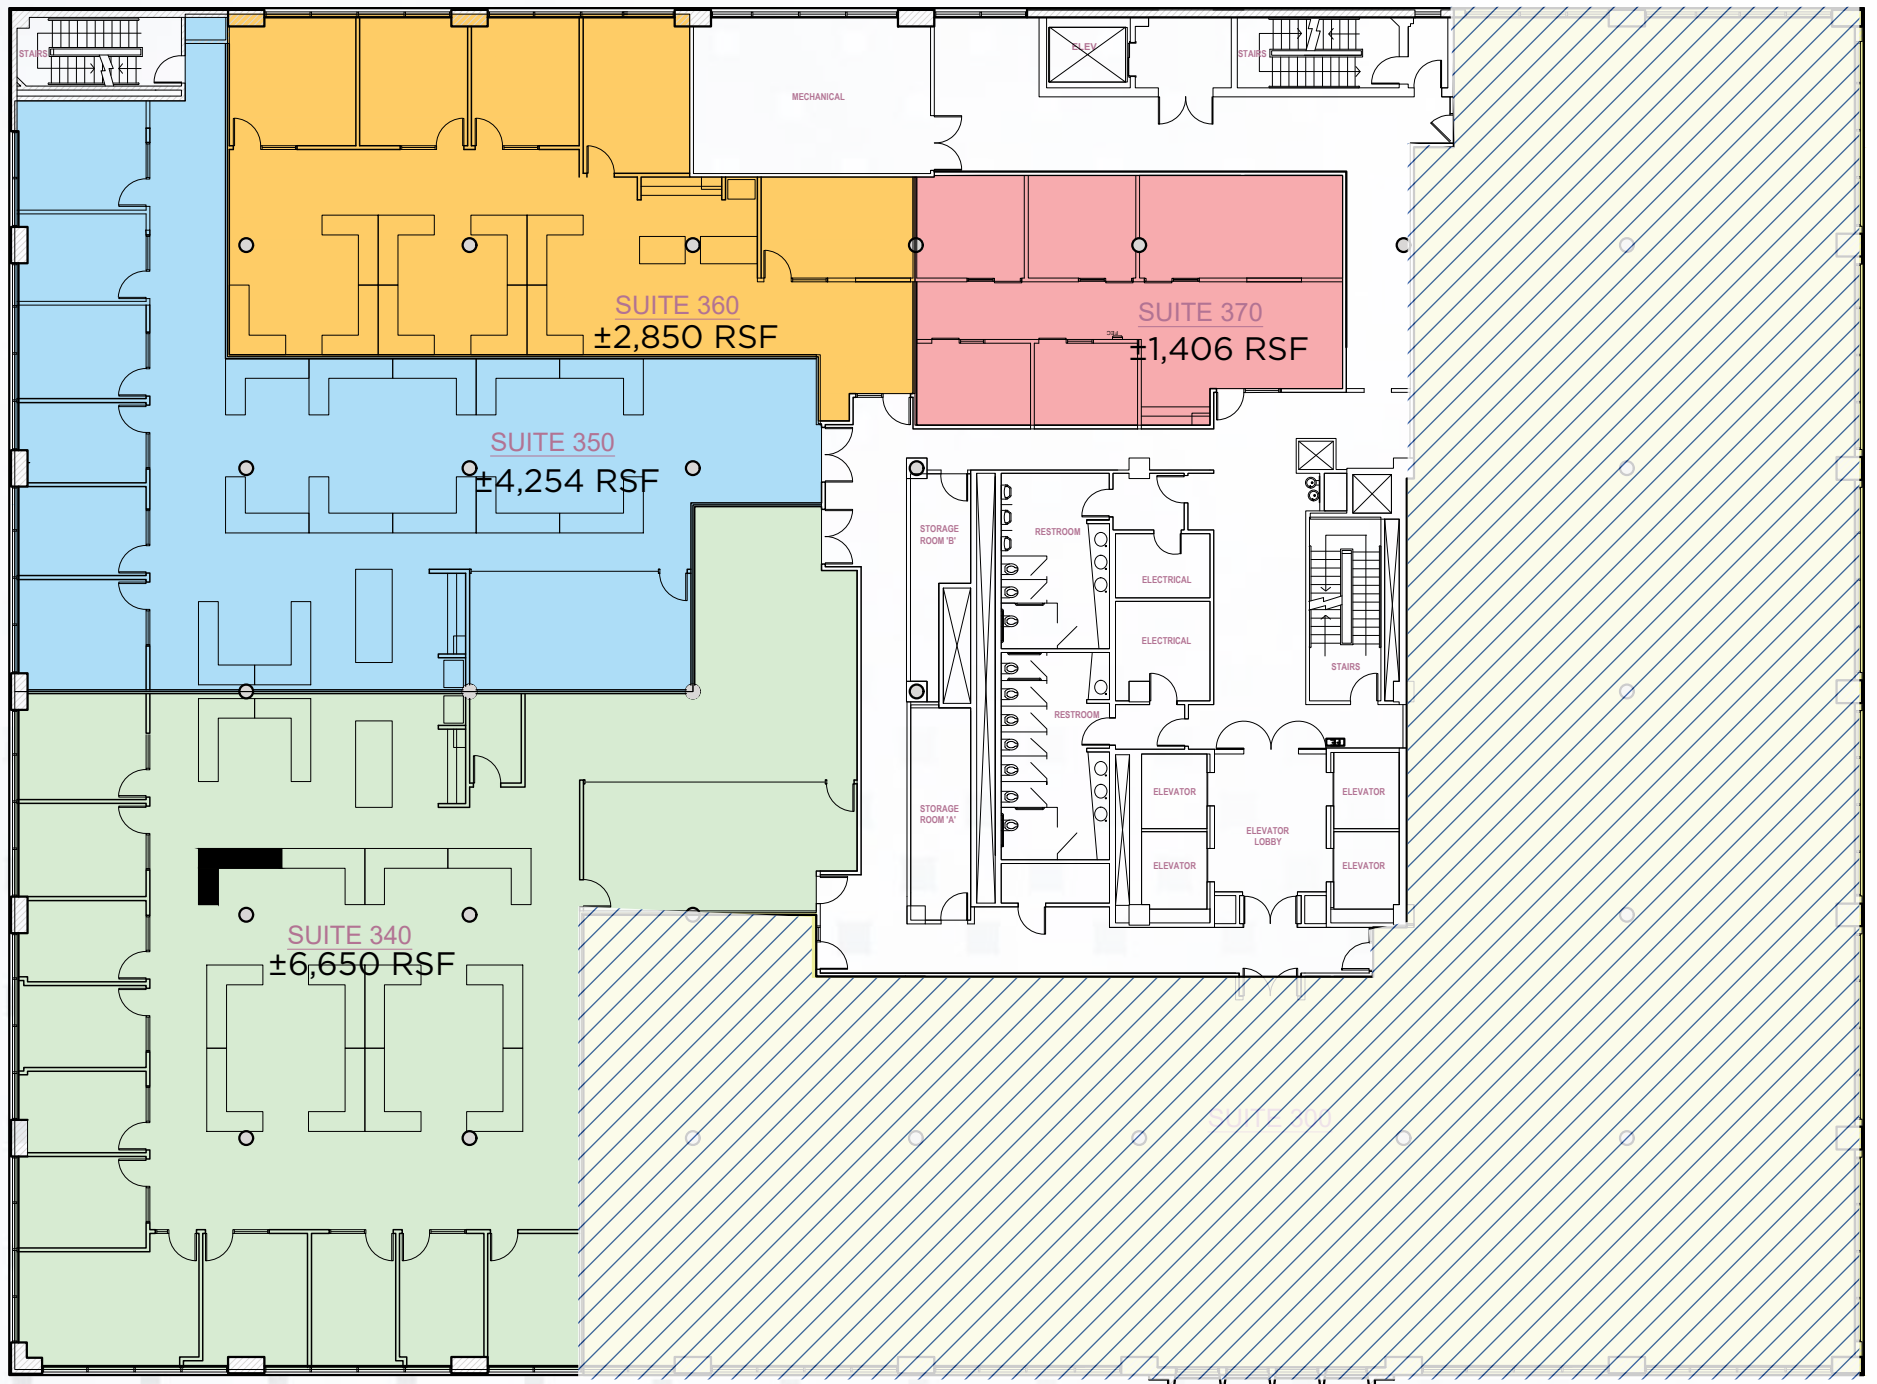 STAIRS
ELEV
STAIRS
MECHANICAL
SUITE 360
±2,850 RSF
SUITE 370
±1,406 RSF
SUITE 350
±4,254 RSF
STORAGE
ROOM 'B'
RESTROOM
ELECTRICAL
ELECTRICAL
STAIRS
RESTROOM
STORAGE
ROOM 'A'
ELEVATOR
ELEVATOR
ELEVATOR
LOBBY
ELEVATOR
ELEVATOR
SUITE 340
±6,650 RSF
SUITE 300